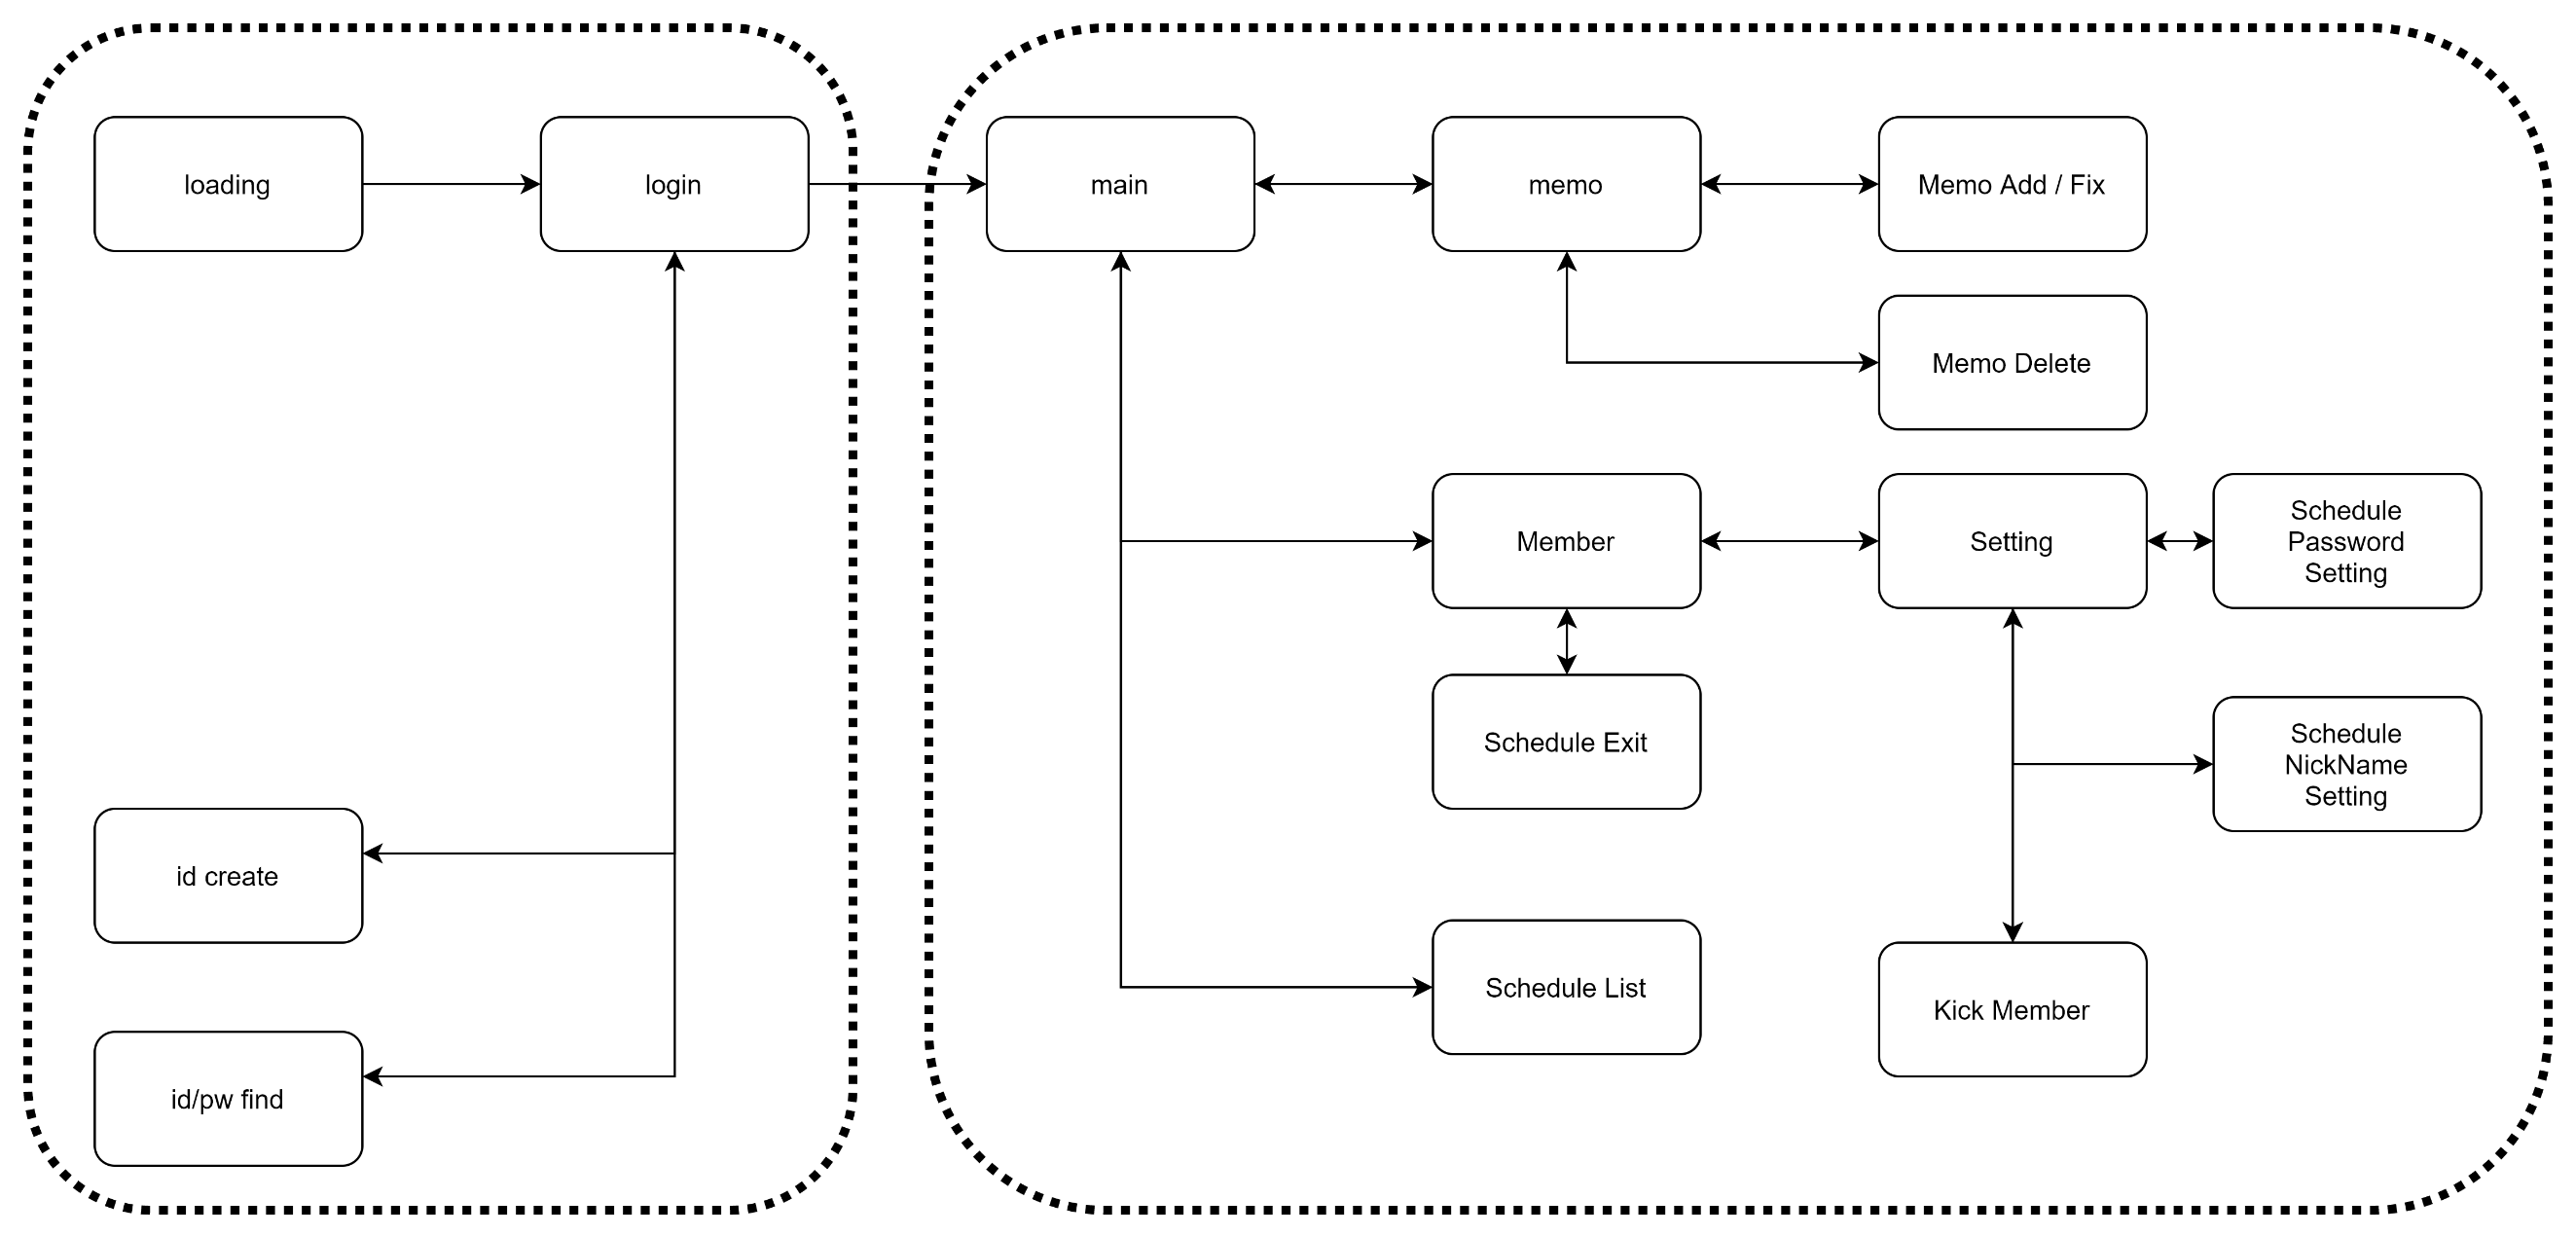 loading
login
main
memo
Memo Add / Fix
Memo Delete
Member
Setting
Schedule
Password
Setting
Schedule Exit
Schedule
NickName
Setting
id create
Schedule List
Kick Member
id/pw find